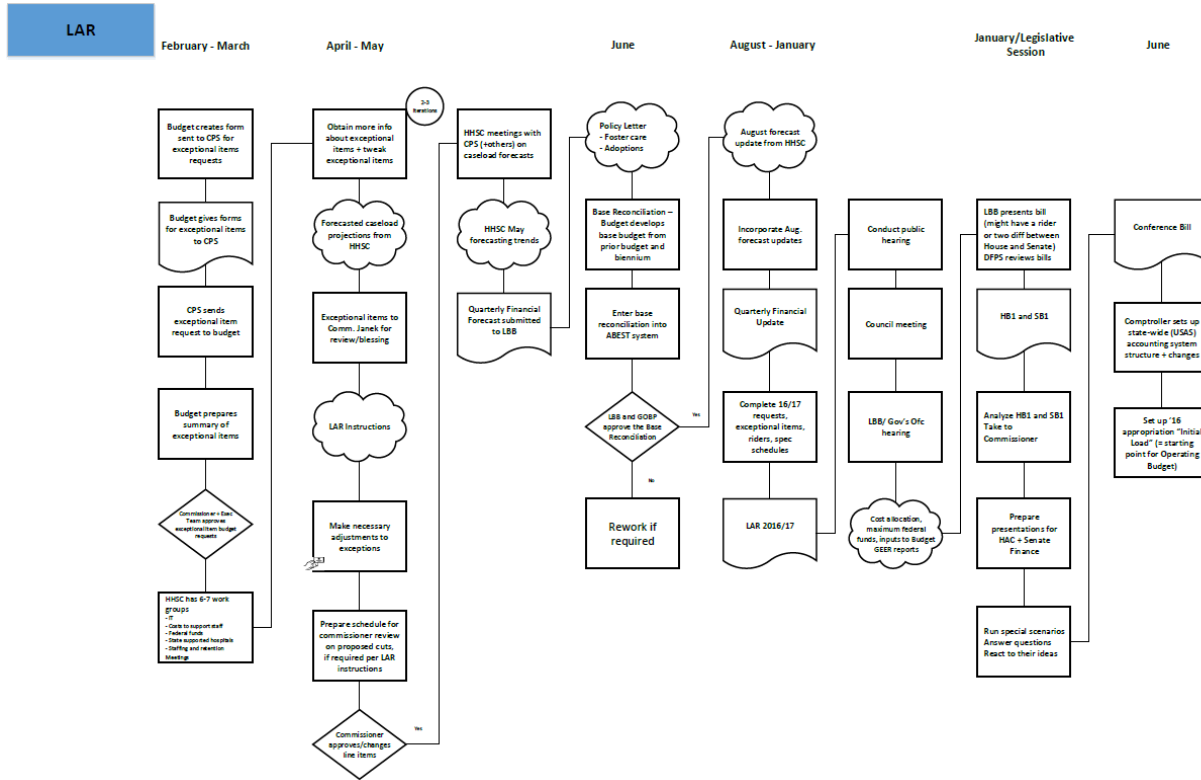 LAR
February - March
April - May
June
August - January
January/Legislative
Session
June
Budget creates form
sent to CPS for
exceptional items
requests
Budget gives forms
for exceptional items
to CPS
CPS sends
exceptional item
request to budget
Budget prepares
summary of
exceptional items
Commissioner + Exec
Team approves
exceptional item budget
requests
HHSC has 6-7 work
groups
- IT
- Costs to support staff
- Federal funds
- State supported hospitals
- Staffing and retention
Meetings
2-3
Iterations
Obtain more info
about exceptional
items + tweak
exceptional items
Forecasted caseload
projections from
HHSC
Exceptional items to
Comm. Janek for
review/blessing
LAR Instructions
Make necessary
adjustments to
exceptions
Prepare schedule for
commissioner review
on proposed cuts,
if required per LAR
instructions
Commissioner
approves/changes
line items
Yes
HHSC meetings with
CPS (+others) on
caseload forecasts
HHSC May
forecasting trends
Quarterly Financial
Forecast submitted
to LBB
Policy Letter
- Foster care
- Adoptions
Base Reconciliation –
Budget develops
base budget from
prior budget and
biennium
Enter base
reconciliation into
ABEST system
LBB and GOBP
approve the Base
Reconciliation
Yes
No
Rework if
required
August forecast
update from HHSC
Incorporate Aug.
forecast updates
Quarterly Financial
Update
Complete 16/17
requests,
exceptional items,
riders, spec
schedules
LAR 2016/17
Conduct public
hearing
Council meeting
LBB/ Gov's Ofc
hearing
Cost allocation,
maximum federal
funds, inputs to Budget
GEER reports
LBB presents bill
(might have a rider
or two diff between
House and Senate)
DFPS reviews bills
HB1 and SB1
Analyze HB1 and SB1
Take to
Commissioner
Prepare
presentations for
HAC + Senate
Finance
Run special scenarios
Answer questions
React to their ideas
Conference Bill
Comptroller sets up
state-wide (USAS)
accounting system
structure + changes
Set up '16
appropriation "Initial
Load" (= starting
point for Operating
Budget)